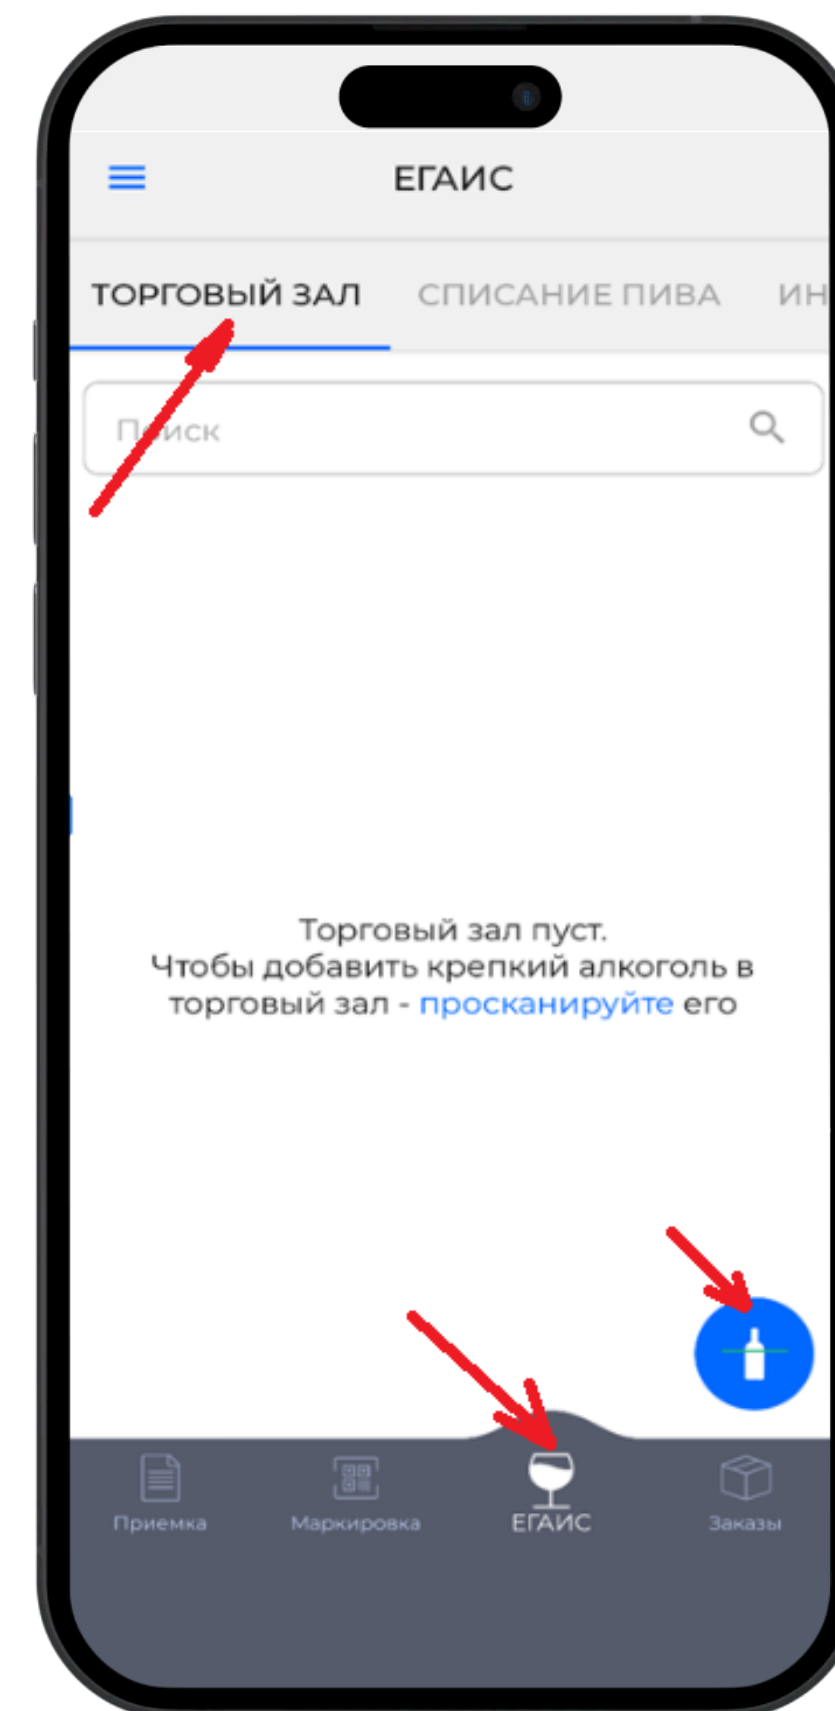 ЕГАИС
ТОРГОВЫЙ ЗАЛ СПИСАНИЕ ПИВА ИН
Поиск
Торговый зал пуст.
Чтобы добавить крепкий алкоголь в
торговый зал - просканируйте его
Приемка Маркировка ЕГАИС Заказы